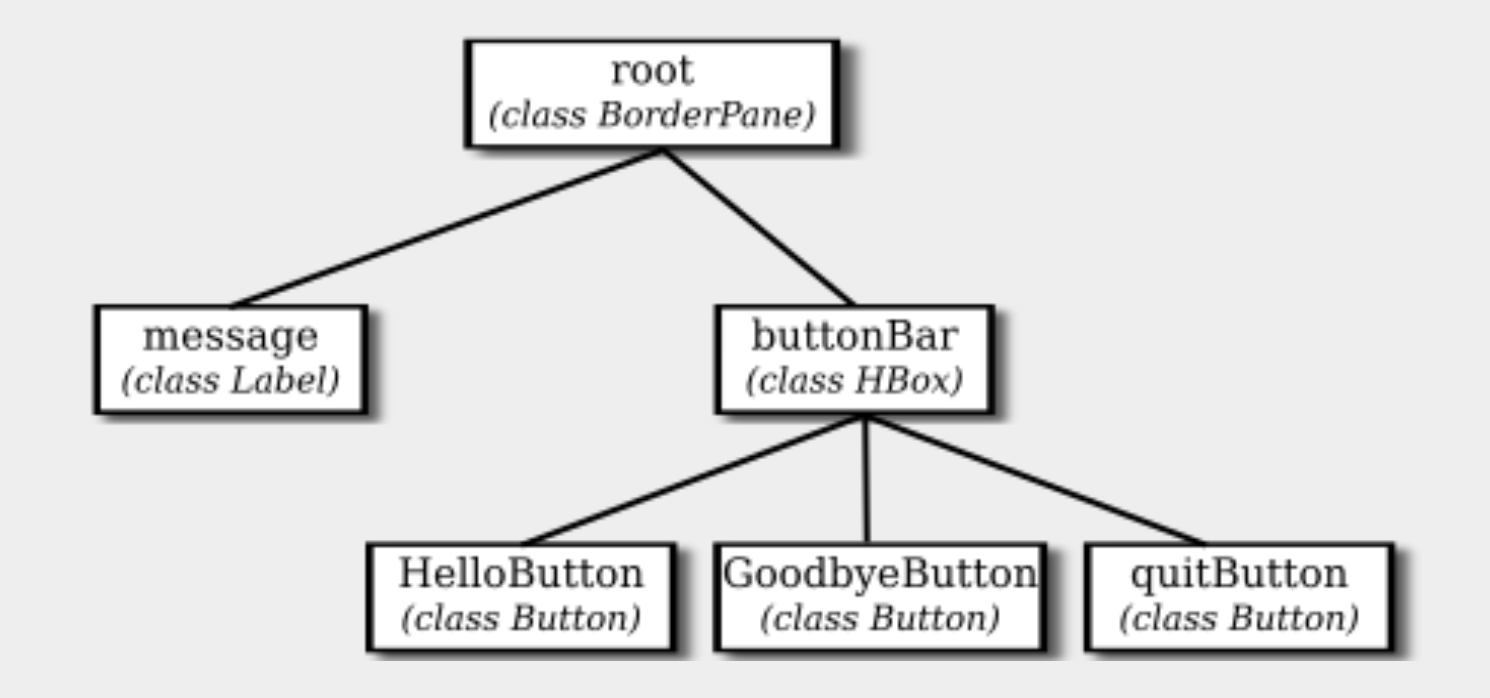 root
(class BorderPane)
message
(class Label)
buttonBar
(class HBox)
HelloButton
(class Button)
GoodbyeButton
(class Button)
quitButton
(class Button)